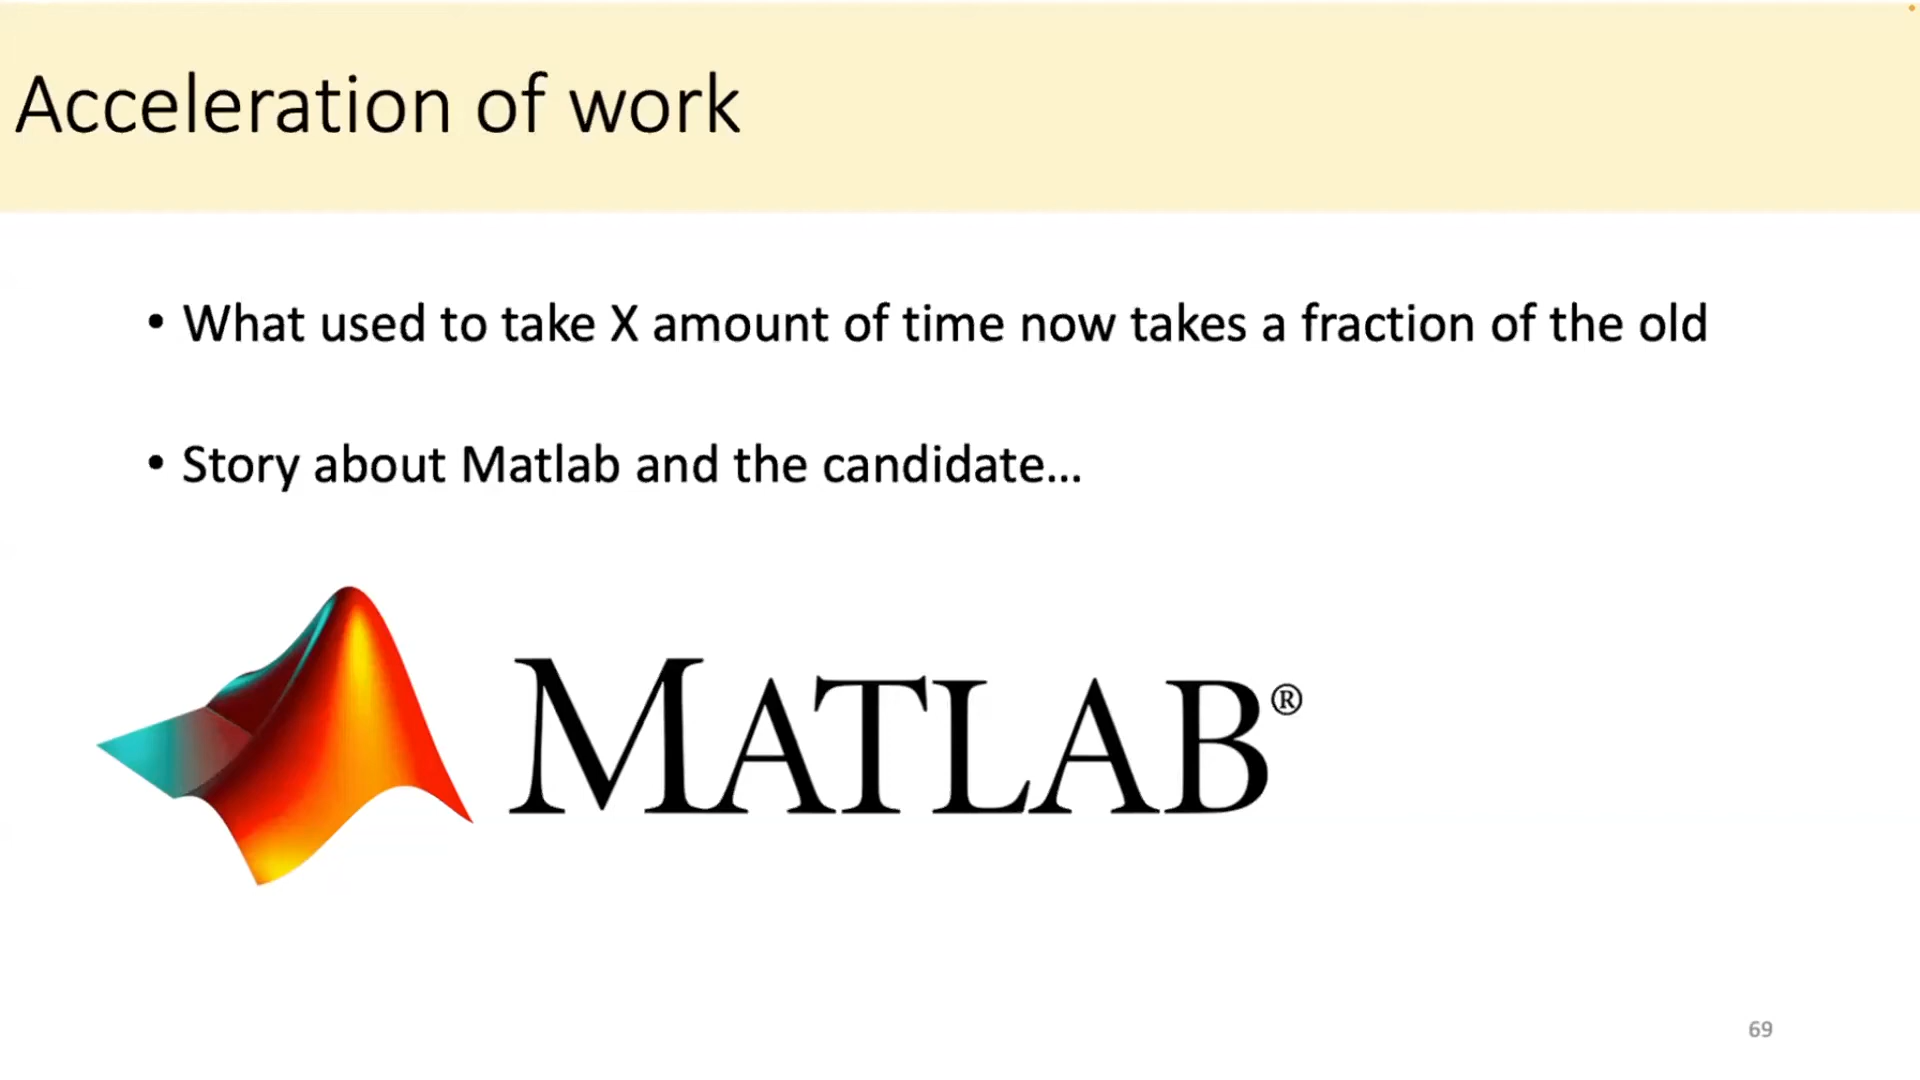 Acceleration of work
• What used to take X amount of time now takes a fraction of the old
• Story about Matlab and the candidate...
MATLAB®
69